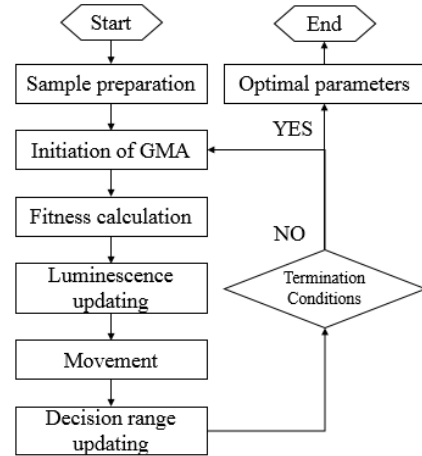 Start
Sample preparation
Initiation of GMA
Fitness calculation
Luminescence
updating
Movement
Decision range
updating
End
Optimal parameters
YES
NO
Termination
Conditions